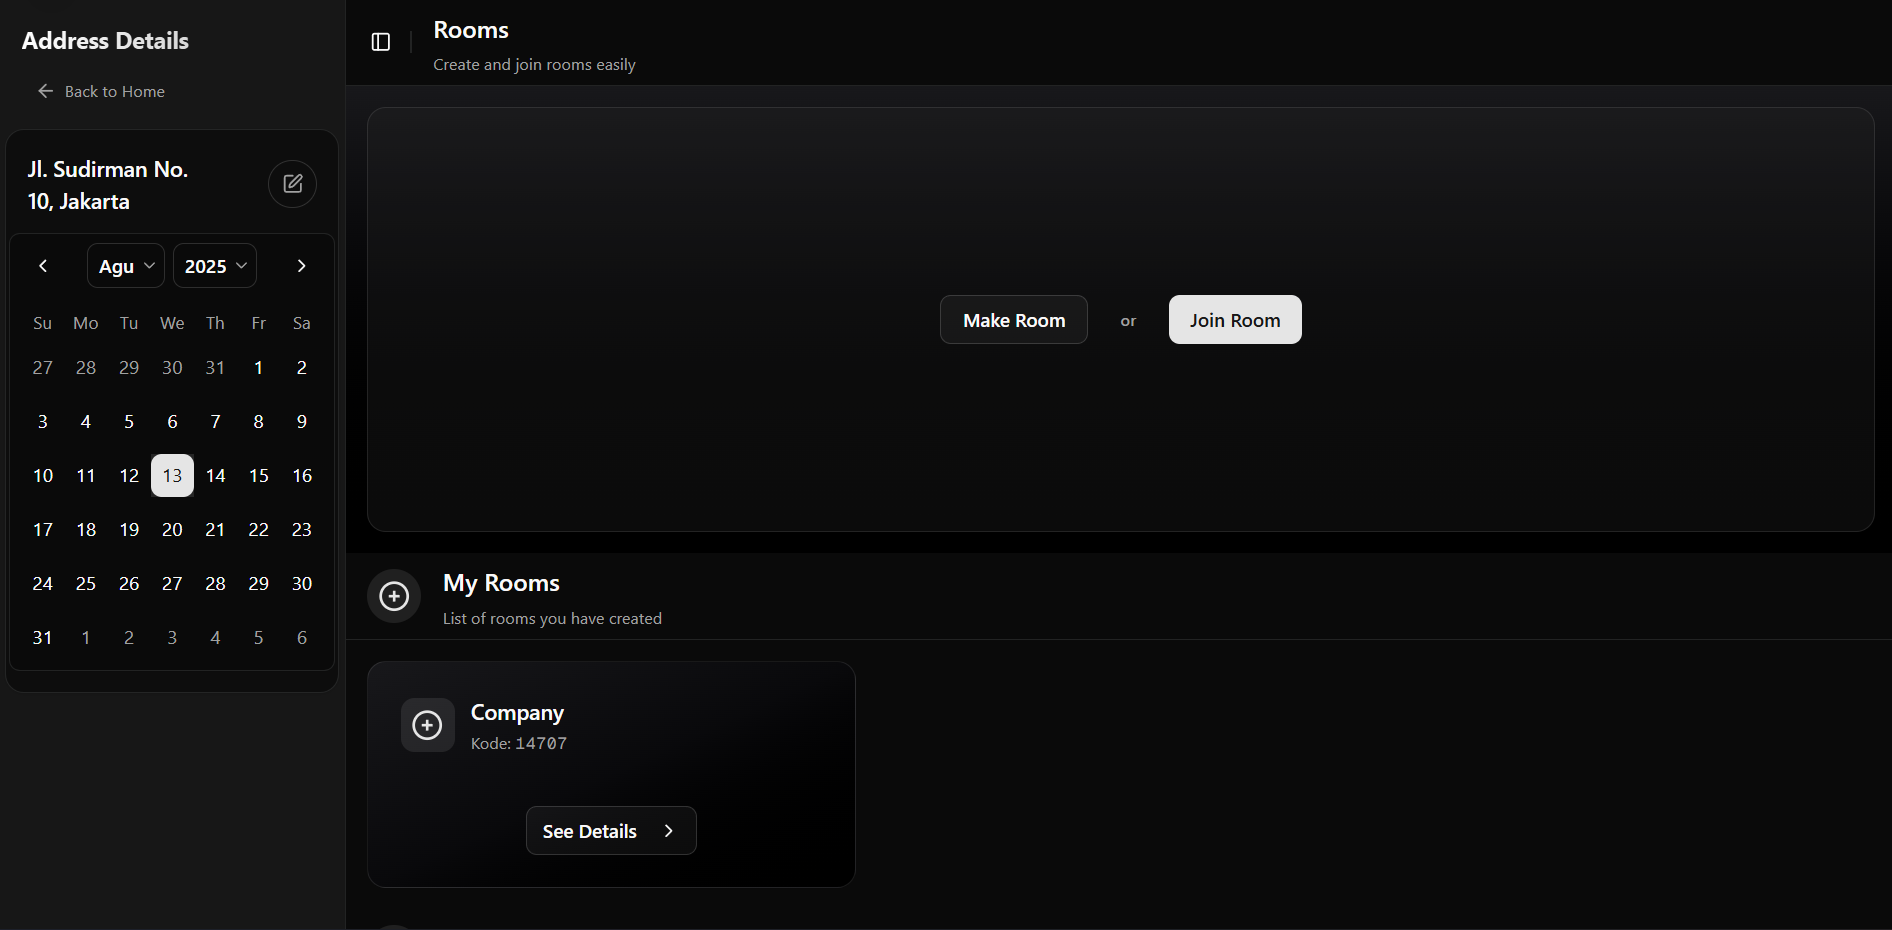 Address Details
Back to Home
Jl. Sudirman No.
10, Jakarta
Agu 2025
Su Mo Tu We Th Fr Sa
27 28 29 30 31 1 2
3 4 5 6 7 8 9
10 11 12 13 14 15 16
17 18 19 20 21 22 23
24 25 26 27 28 29 30
31 1 2 3 4 5 6
Rooms
Create and join rooms easily
Make Room or Join Room
My Rooms
List of rooms you have created
Company
Kode: 14707
See Details